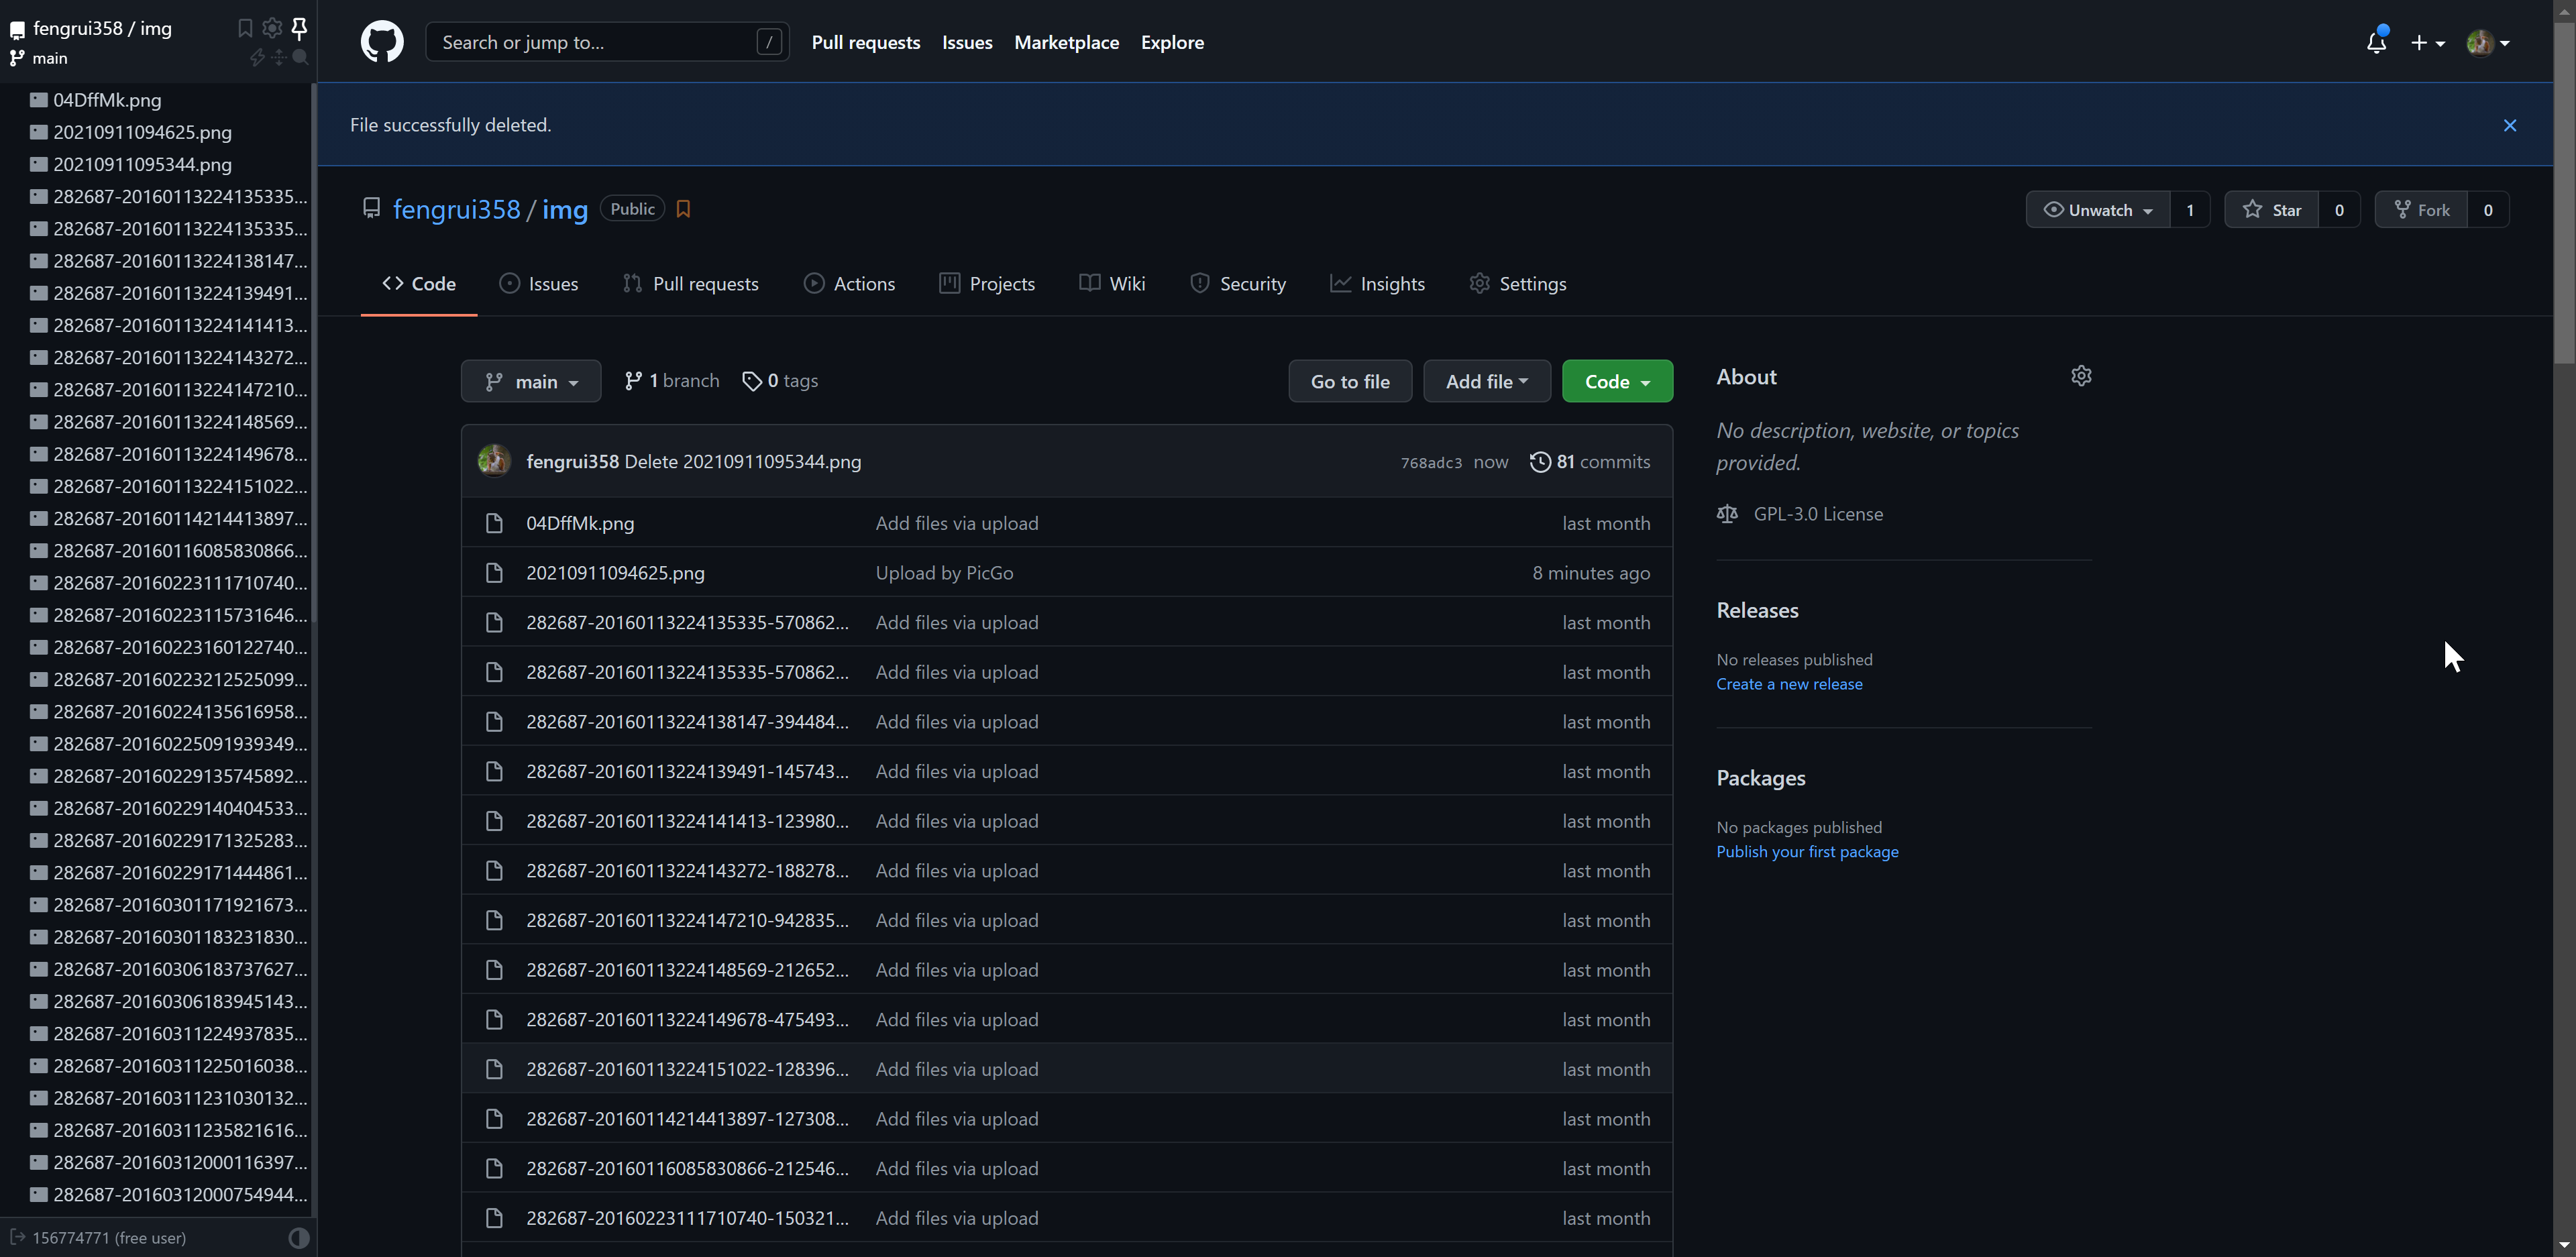 fengrui358 / img
main
04DffMk.png
20210911094625.png
20210911095344.png
282687-20160113224135335...
282687-20160113224135335...
282687-20160113224138147...
282687-20160113224139491...
282687-20160113224141413...
282687-20160113224143272...
282687-20160113224147210...
282687-20160113224148569...
282687-20160113224149678...
282687-20160113224151022...
282687-20160114214413897...
282687-20160116085830866...
282687-20160223111710740...
282687-20160223115731646...
282687-20160223160122740...
282687-20160223212525099...
282687-20160224135616958...
282687-20160225091939349...
282687-20160229135745892...
282687-20160229140404533...
282687-20160229171325283...
282687-20160229171444861...
282687-20160301171921673...
282687-20160301183231830...
282687-20160306183737627...
282687-20160306183945143...
282687-20160311224937835...
282687-20160311225016038...
282687-20160311231030132...
282687-20160311235821616...
282687-20160312000116397...
282687-20160312000754944...
156774771 (free user)
Search or jump to... /
Pull requests Issues Marketplace Explore
File successfully deleted.
fengrui358 / img Public
Unwatch 1 Star 0 Fork 0
Code Issues Pull requests Actions Projects Wiki Security Insights Settings
main 1 branch 0 tags Go to file Add file Code
fengrui358 Delete 20210911095344.png 768adc3 now 81 commits
04DffMk.png Add files via upload last month
20210911094625.png Upload by PicGo 8 minutes ago
282687-20160113224135335-570862... Add files via upload last month
282687-20160113224135335-570862... Add files via upload last month
282687-20160113224138147-394484... Add files via upload last month
282687-20160113224139491-145743... Add files via upload last month
282687-20160113224141413-123980... Add files via upload last month
282687-20160113224143272-188278... Add files via upload last month
282687-20160113224147210-942835... Add files via upload last month
282687-20160113224148569-212652... Add files via upload last month
282687-20160113224149678-475493... Add files via upload last month
282687-20160113224151022-128396... Add files via upload last month
282687-20160114214413897-127308... Add files via upload last month
282687-20160116085830866-212546... Add files via upload last month
282687-20160223111710740-150321... Add files via upload last month
About
No description, website, or topics
provided.
GPL-3.0 License
Releases
No releases published
Create a new release
Packages
No packages published
Publish your first package